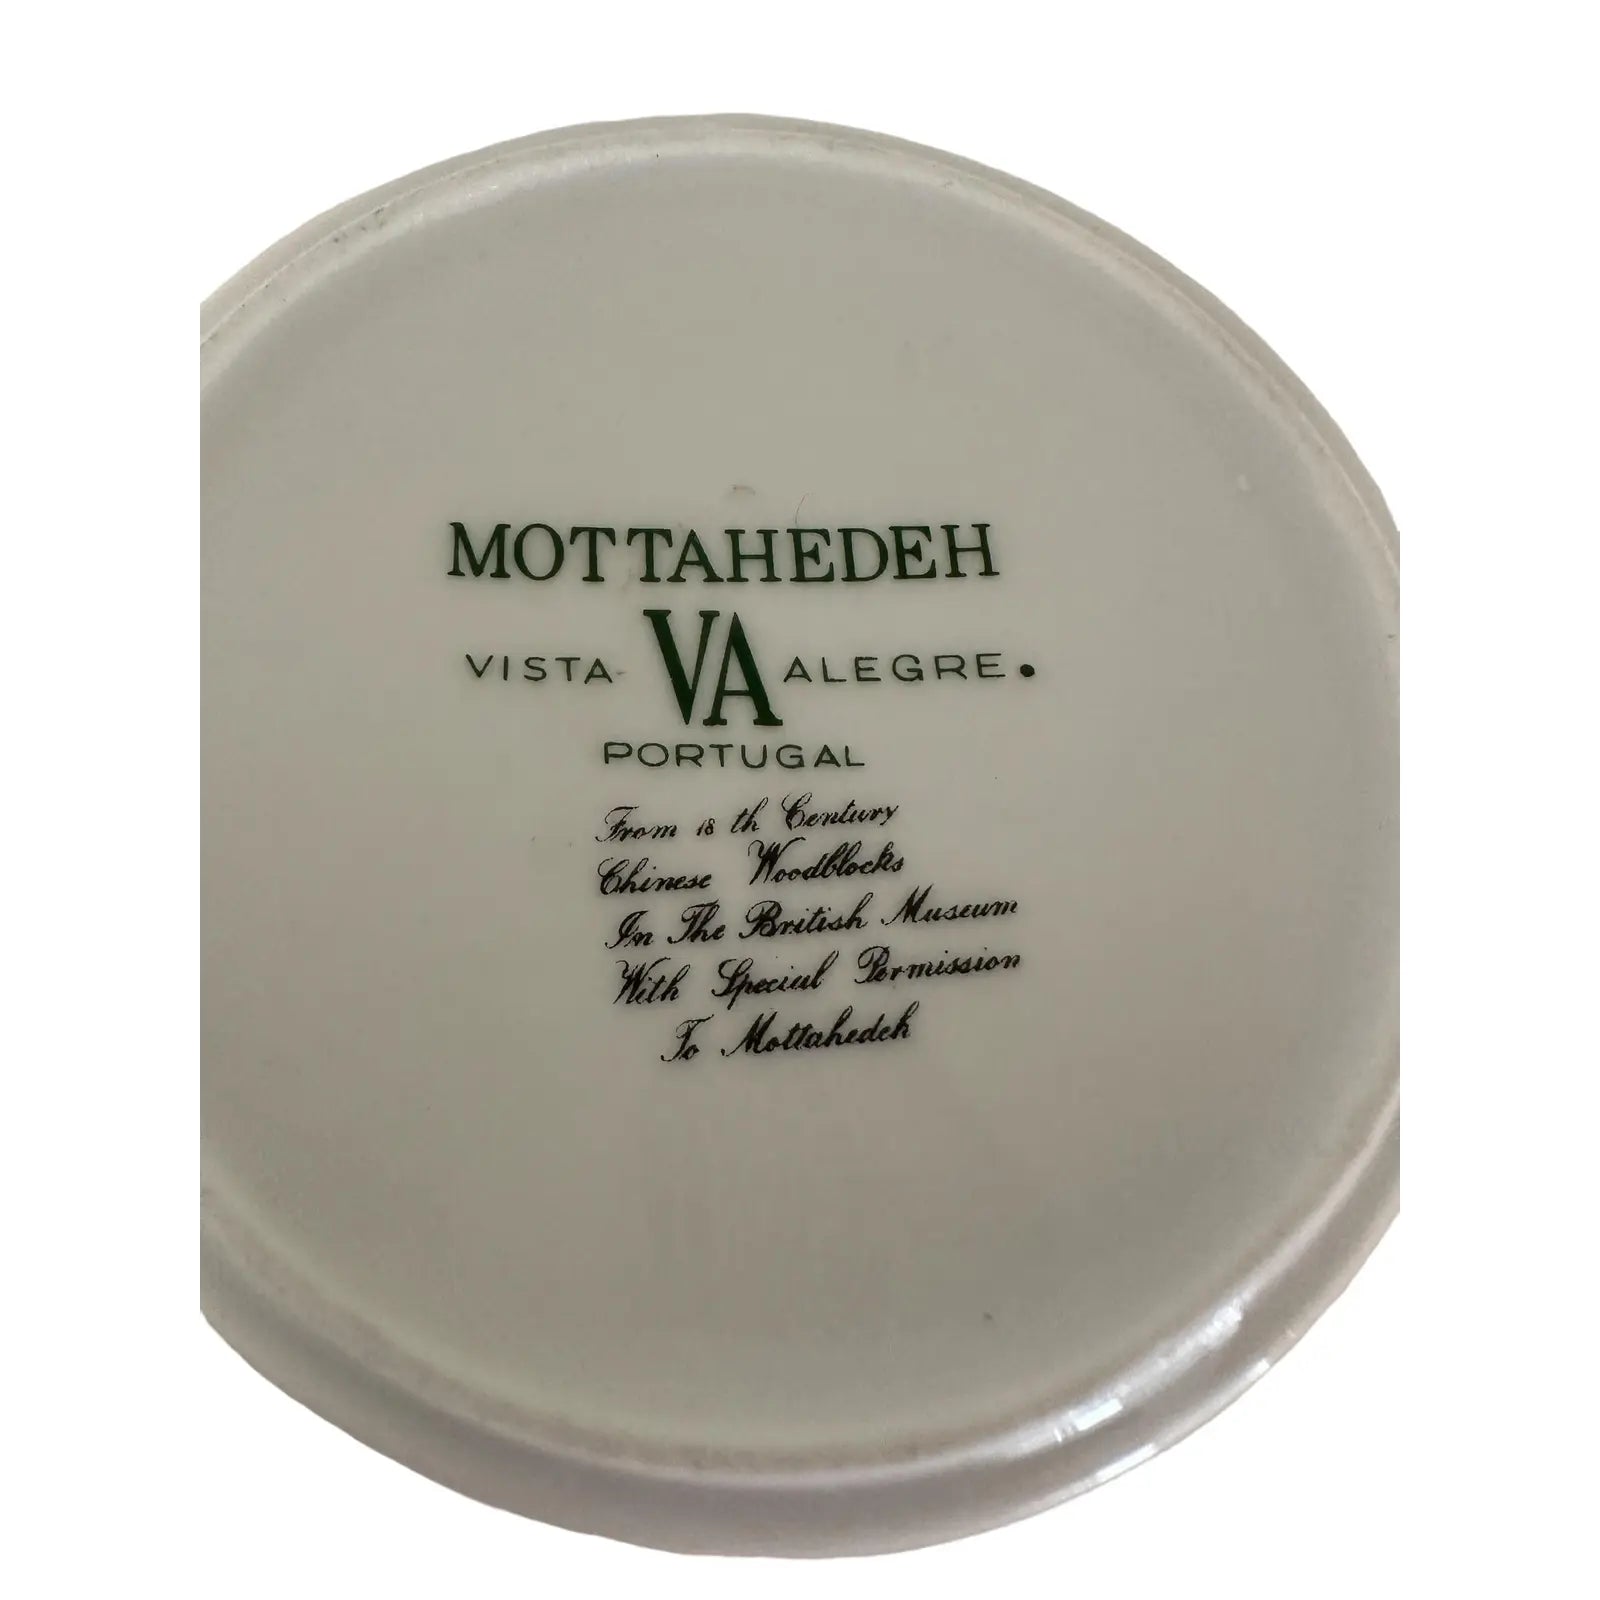 MOTTAHEDEH
VISTA VA ALEGRE.
PORTUGAL
From 18 th Century
Chinese Woodblocks
In The British Museum
With Special Permission
To Mottahedeh